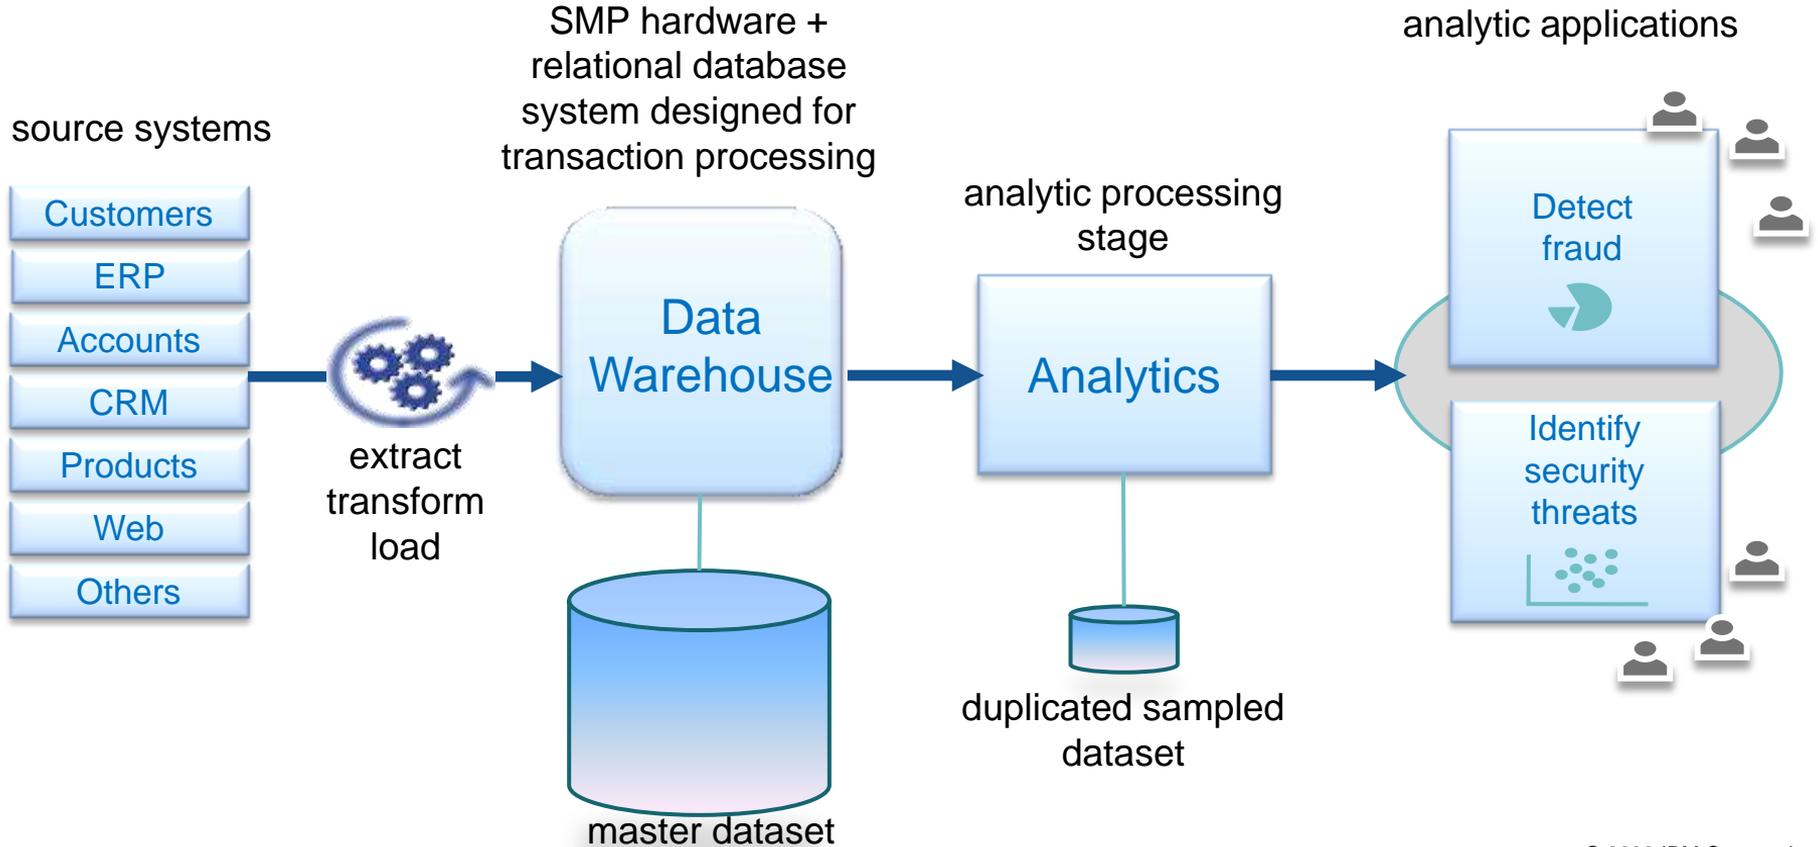 SMP hardware +
relational database
system designed for
transaction processing
analytic applications
source systems
Customers
ERP
Accounts
CRM
Products
Web
Others
extract
transform
load
Data
Warehouse
master dataset
analytic processing
stage
Analytics
duplicated sampled
dataset
Detect
fraud
Identify
security
threats